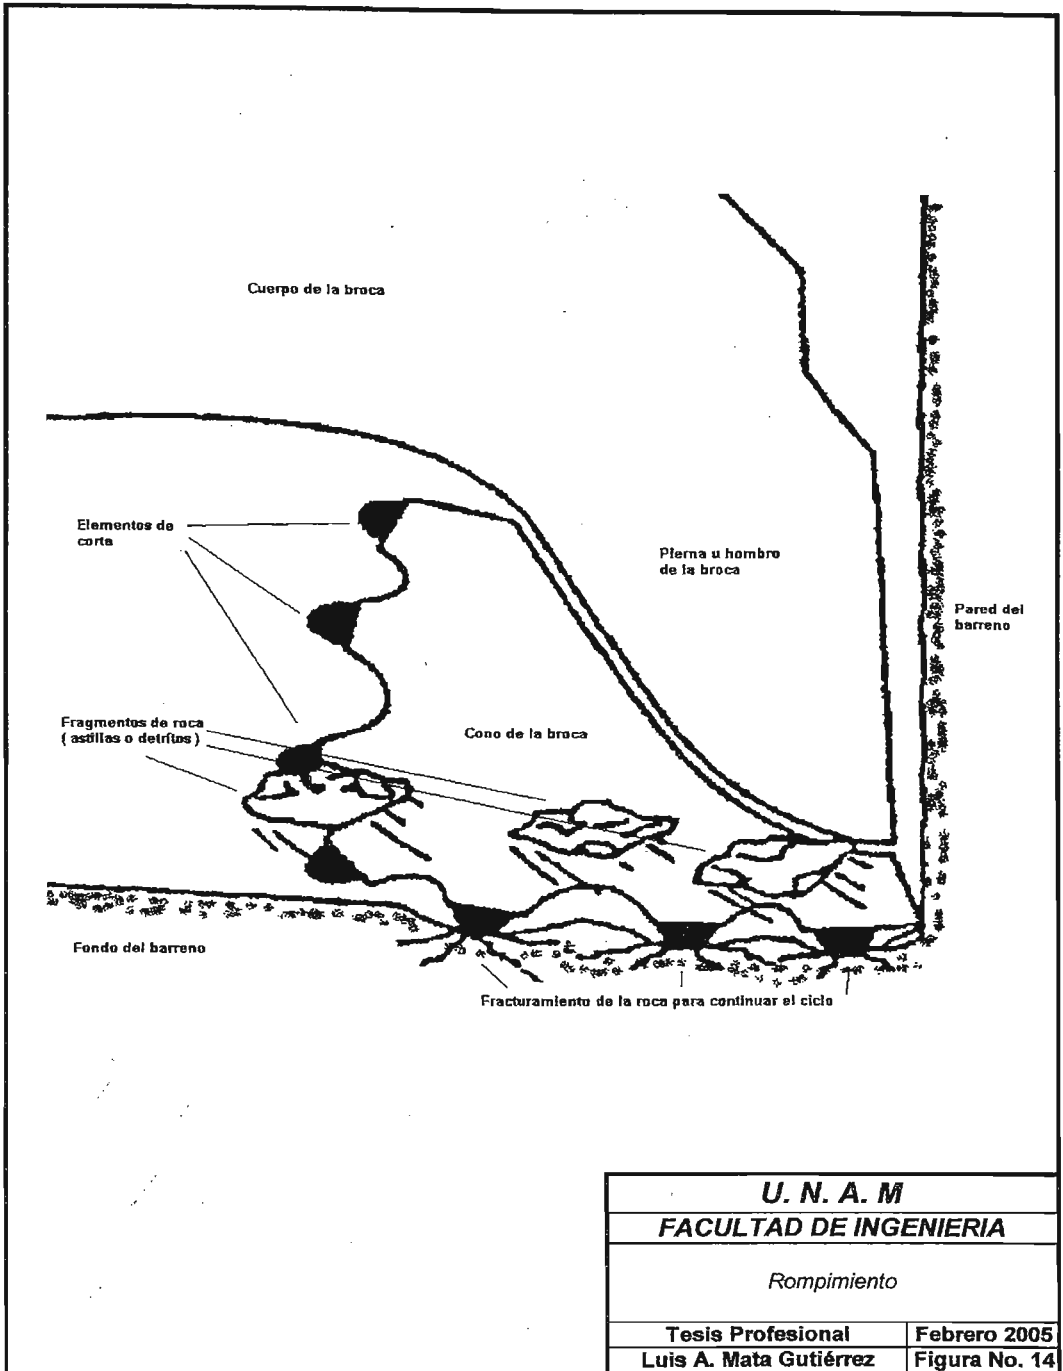 Cuerpo de la broca
Elementos de
corte
Pierna u hombro
de la broca
Pared del
barreno
Fragmentos de roca
( astillas o detritos )
Cono de la broca
Fondo del barreno
Fracturamiento de la roca para continuar el ciclo
U. N. A. M
FACULTAD DE INGENIERIA
Rompimiento
Tesis Profesional
Febrero 2005
Luis A. Mata Gutiérrez
Figura No. 14